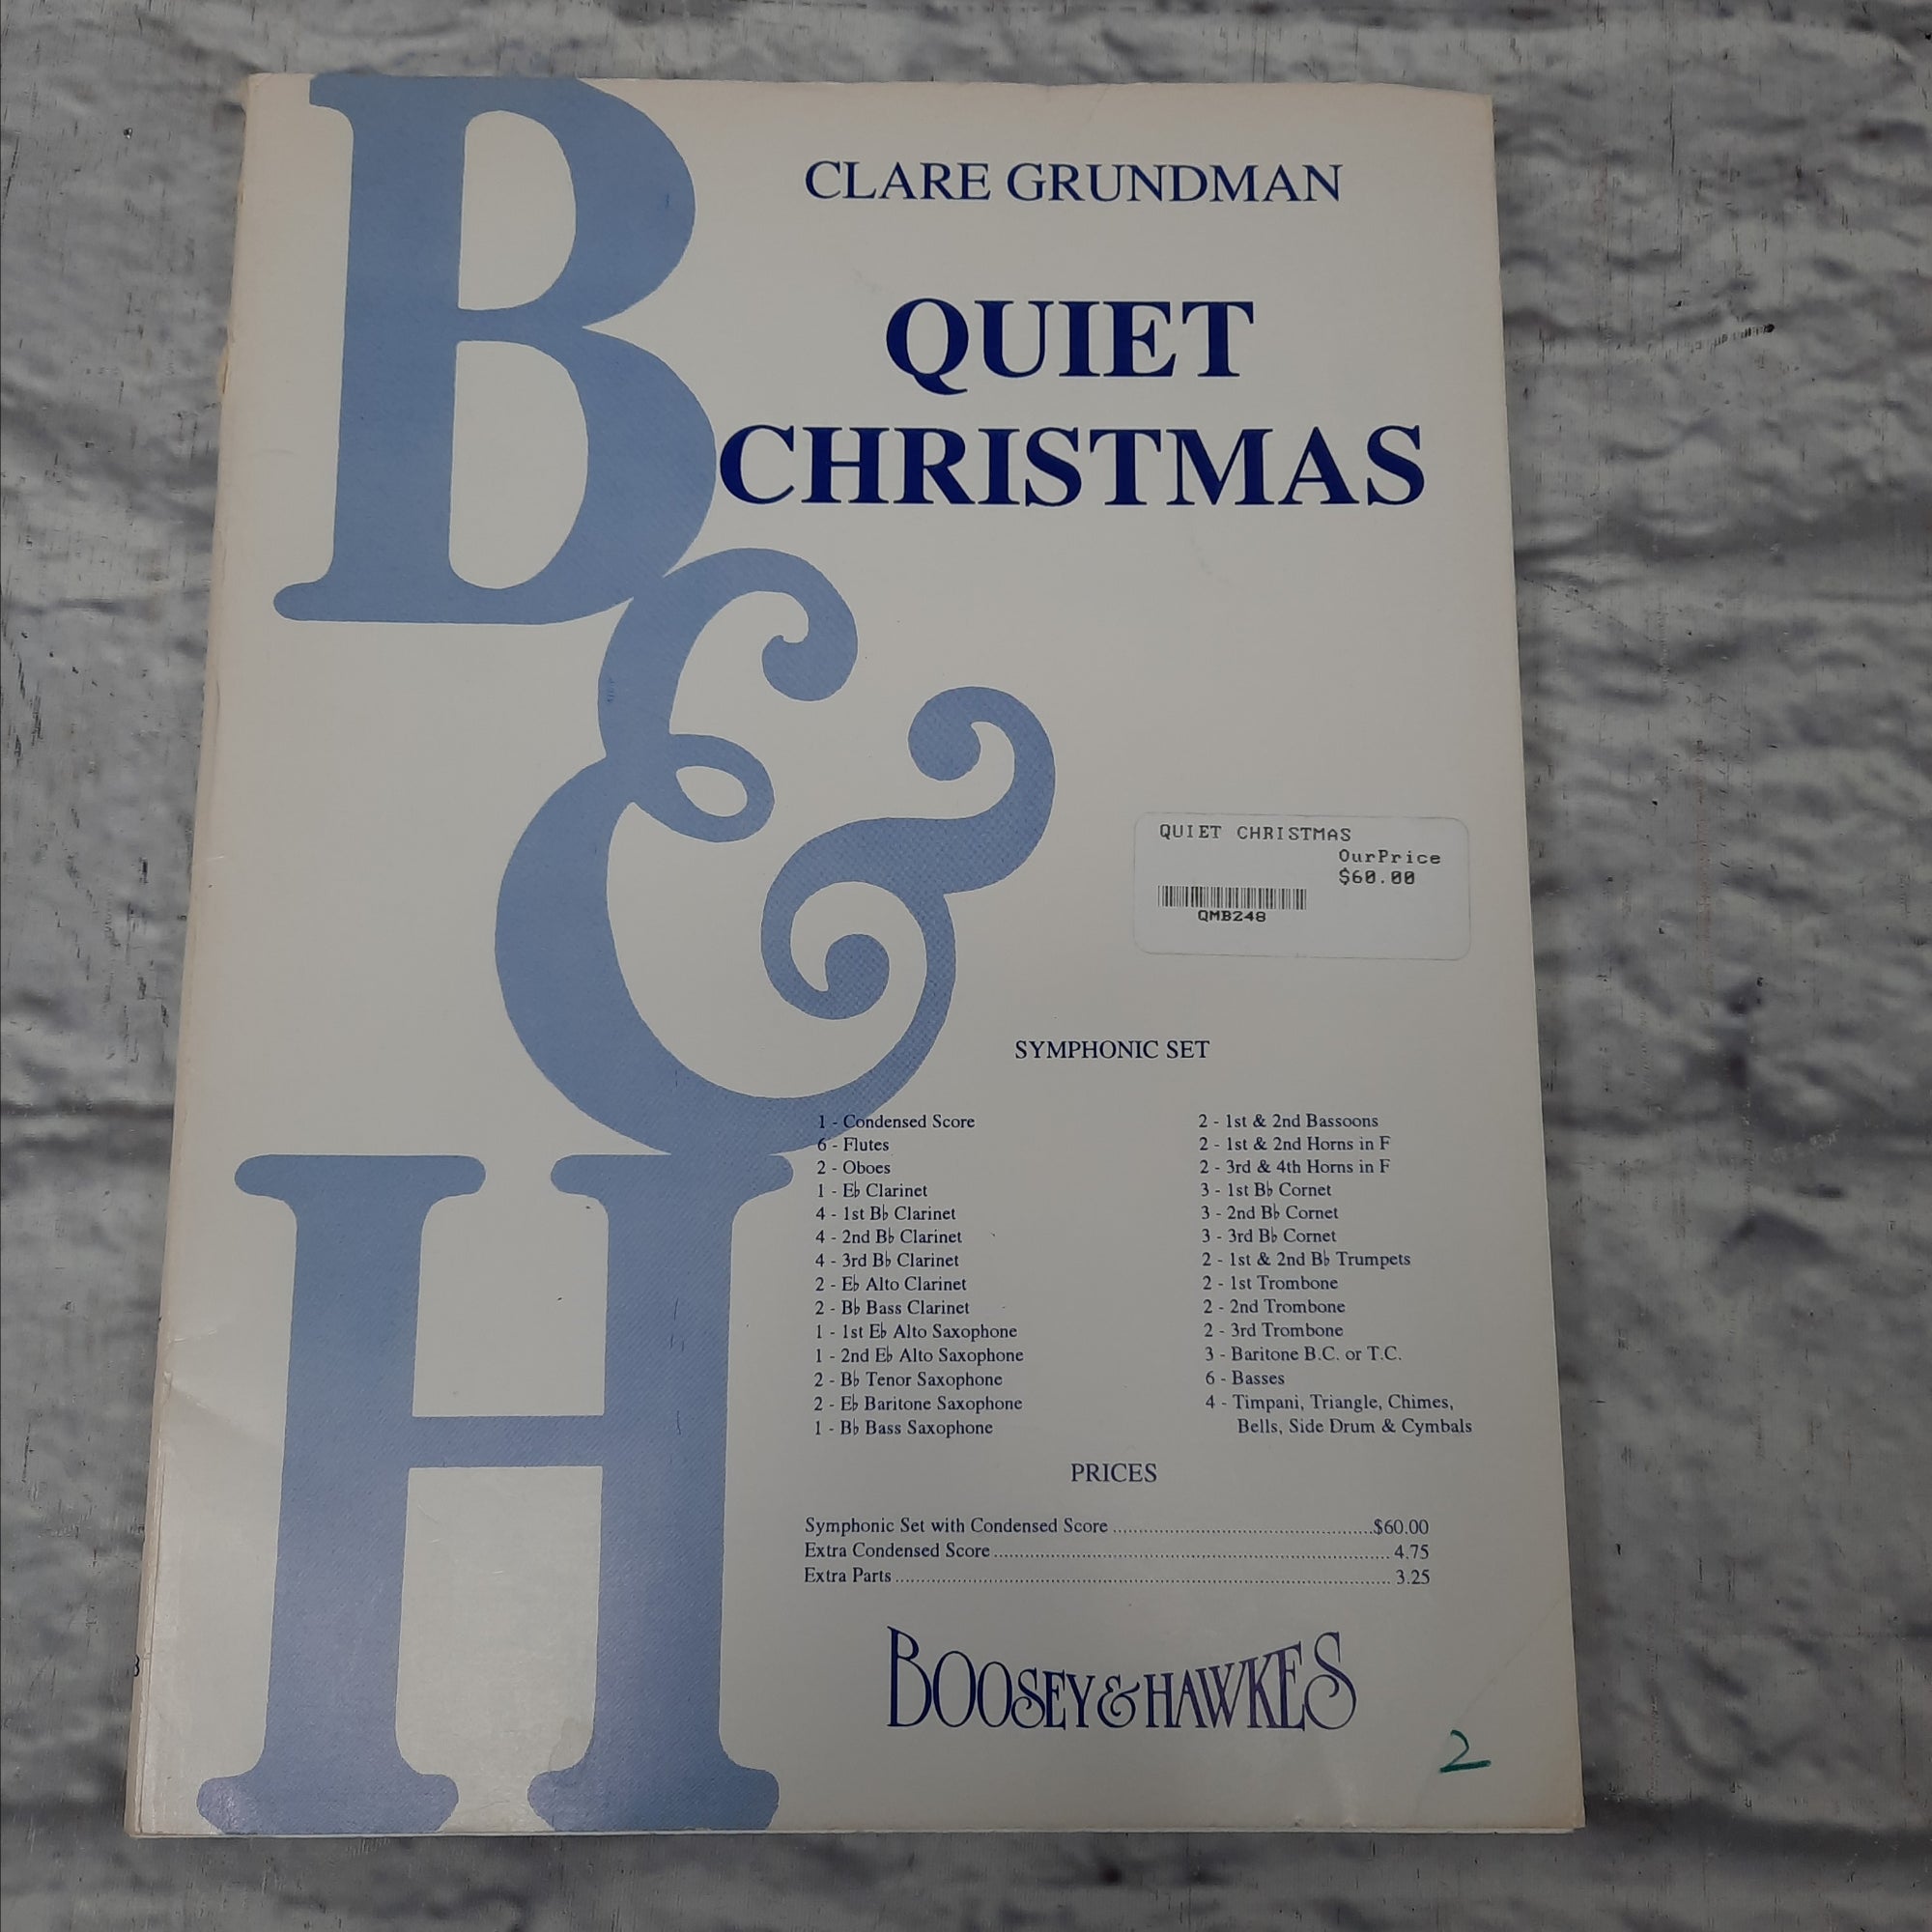 B
&
H
CLARE GRUNDMAN
QUIET
CHRISTMAS
QUIET CHRISTMAS
OurPrice
$60.00
QMB248
SYMPHONIC SET
1 - Condensed Score
6 - Flutes
2 - Oboes
1 - E♭ Clarinet
4 - 1st B♭ Clarinet
4 - 2nd B♭ Clarinet
4 - 3rd B♭ Clarinet
2 - E♭ Alto Clarinet
2 - B♭ Bass Clarinet
1 - 1st E♭ Alto Saxophone
1 - 2nd E♭ Alto Saxophone
2 - B♭ Tenor Saxophone
2 - E♭ Baritone Saxophone
1 - B♭ Bass Saxophone
2 - 1st & 2nd Bassoons
2 - 1st & 2nd Horns in F
2 - 3rd & 4th Horns in F
3 - 1st B♭ Cornet
3 - 2nd B♭ Cornet
3 - 3rd B♭ Cornet
2 - 1st & 2nd B♭ Trumpets
2 - 1st Trombone
2 - 2nd Trombone
2 - 3rd Trombone
3 - Baritone B.C. or T.C.
6 - Basses
4 - Timpani, Triangle, Chimes,
Bells, Side Drum & Cymbals
PRICES
Symphonic Set with Condensed Score ........ $60.00
Extra Condensed Score ........ 4.75
Extra Parts ........ 3.25
BOOSEY & HAWKES
2